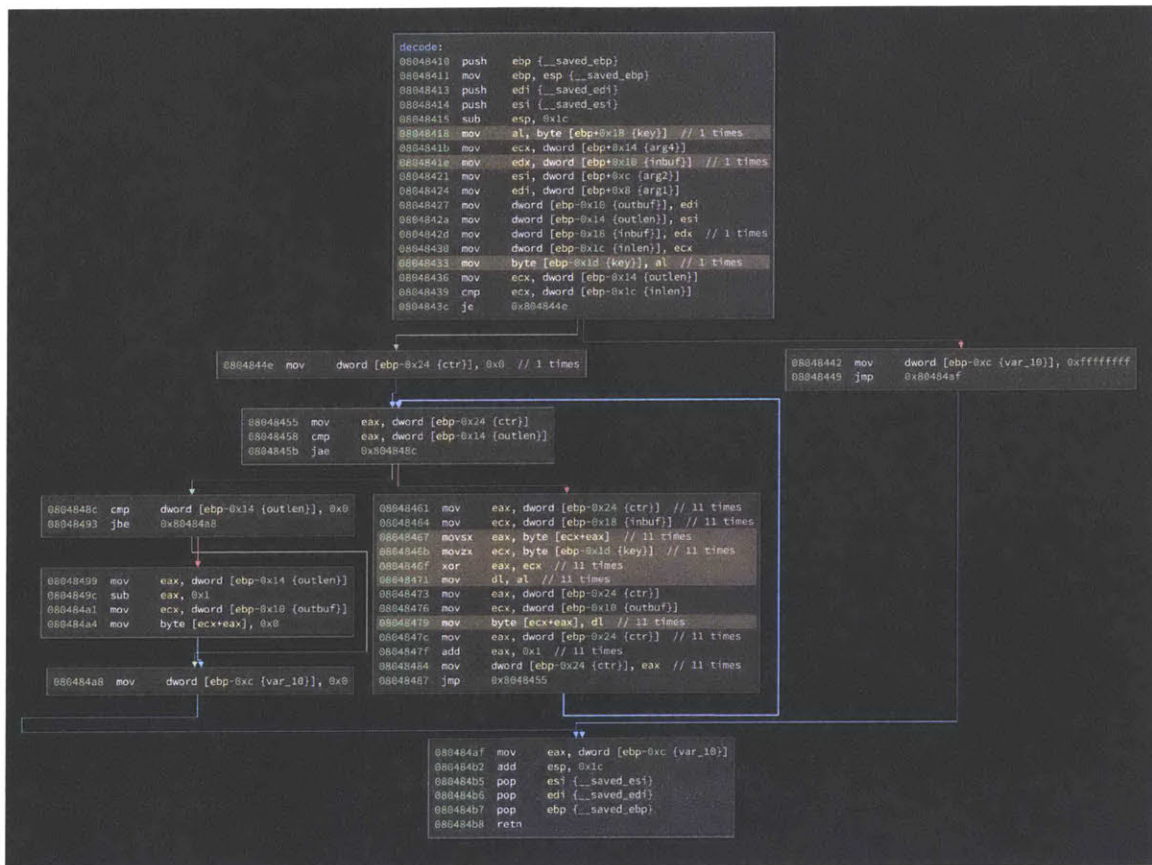 decode:
08048410 push ebp {__saved_ebp}
08048411 mov ebp, esp {__saved_ebp}
08048413 push edi {__saved_edi}
08048414 push esi {__saved_esi}
08048415 sub esp, 0x1c
08048418 mov al, byte [ebp+0x18 {key}] // 1 times
0804841b mov ecx, dword [ebp+0x14 {arg4}]
0804841e mov edx, dword [ebp+0x10 {inbuf}] // 1 times
08048421 mov esi, dword [ebp+0xc {arg2}]
08048424 mov edi, dword [ebp+0x8 {arg1}]
08048427 mov dword [ebp-0x10 {outbuf}], edi
0804842a mov dword [ebp-0x14 {outlen}], esi
0804842d mov dword [ebp-0x18 {inbuf}], edx // 1 times
08048430 mov dword [ebp-0x1c {inlen}], ecx
08048433 mov byte [ebp-0x1d {key}], al // 1 times
08048436 mov ecx, dword [ebp-0x14 {outlen}]
08048439 cmp ecx, dword [ebp-0x1c {inlen}]
0804843c je 0x804844e
0804844e mov dword [ebp-0x24 {ctr}], 0x0 // 1 times
08048442 mov dword [ebp-0xc {var_10}], 0xffffffff
08048449 jmp 0x80484af
08048455 mov eax, dword [ebp-0x24 {ctr}]
08048458 cmp eax, dword [ebp-0x14 {outlen}]
0804845b jae 0x804848c
0804848c cmp dword [ebp-0x14 {outlen}], 0x0
08048493 jbe 0x80484a8
08048461 mov eax, dword [ebp-0x24 {ctr}] // 11 times
08048464 mov ecx, dword [ebp-0x18 {inbuf}] // 11 times
08048467 movsx eax, byte [ecx+eax] // 11 times
0804846b movzx ecx, byte [ebp-0x1d {key}] // 11 times
0804846f xor eax, ecx // 11 times
08048471 mov dl, al // 11 times
08048473 mov eax, dword [ebp-0x24 {ctr}]
08048476 mov ecx, dword [ebp-0x10 {outbuf}]
08048479 mov byte [ecx+eax], dl // 11 times
0804847c mov eax, dword [ebp-0x24 {ctr}] // 11 times
0804847f add eax, 0x1 // 11 times
08048484 mov dword [ebp-0x24 {ctr}], eax // 11 times
08048487 jmp 0x8048455
08048499 mov eax, dword [ebp-0x14 {outlen}]
0804849c sub eax, 0x1
080484a1 mov ecx, dword [ebp-0x10 {outbuf}]
080484a4 mov byte [ecx+eax], 0x0
080484a8 mov dword [ebp-0xc {var_10}], 0x0
080484af mov eax, dword [ebp-0xc {var_10}]
080484b2 add esp, 0x1c
080484b5 pop esi {__saved_esi}
080484b6 pop edi {__saved_edi}
080484b7 pop ebp {__saved_ebp}
080484b8 retn